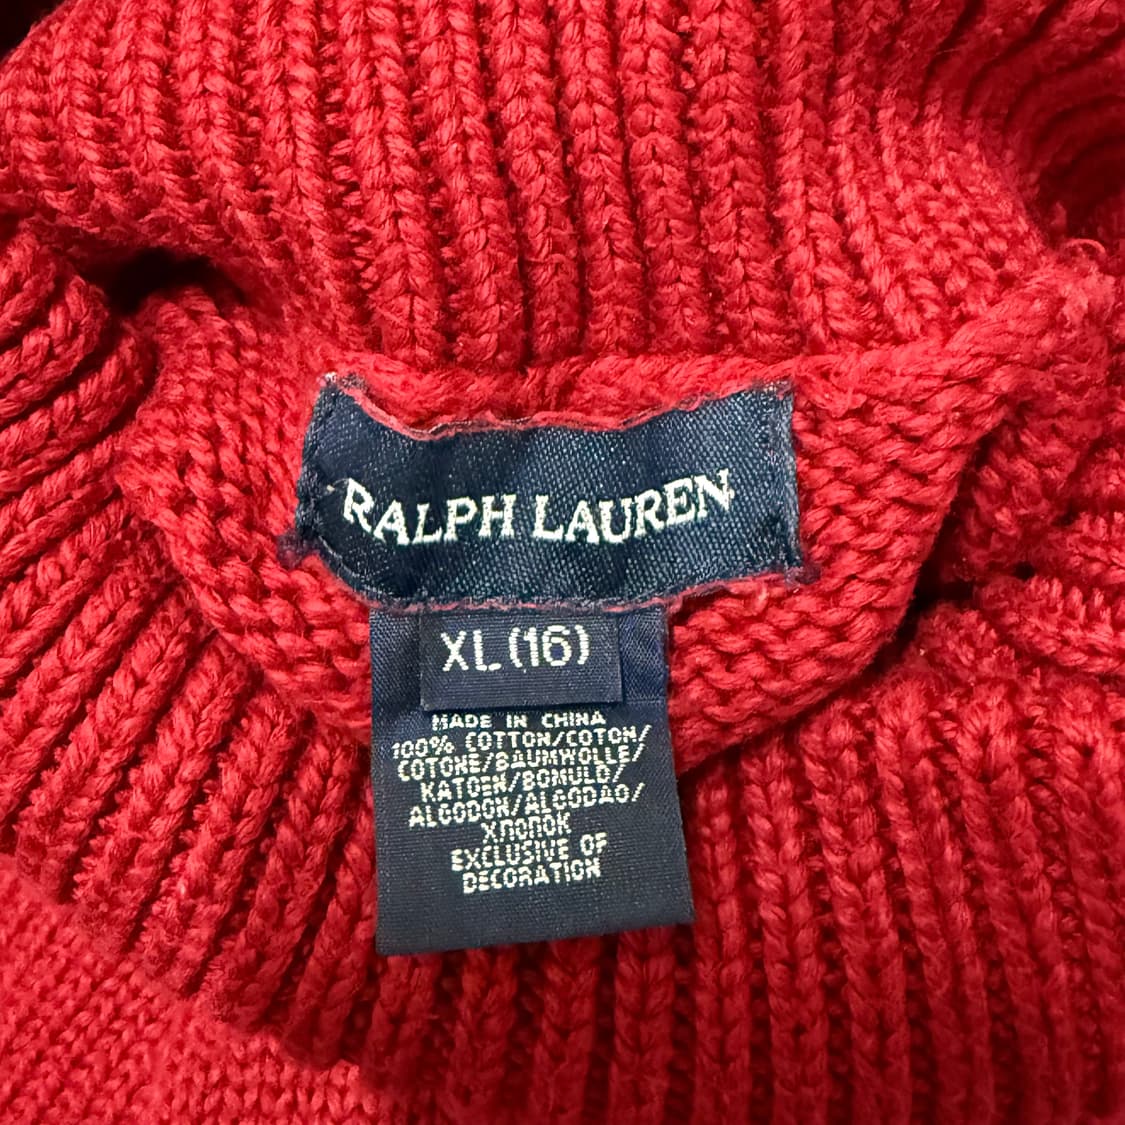 RALPH LAUREN
XL (16)
MADE IN CHINA
100% COTTON/COTON/
COTONE/BAUMWOLLE/
KATOEN/BOMULD/
ALGODON/ALGODAO/
ХЛОПОК
EXCLUSIVE OF
DECORATION